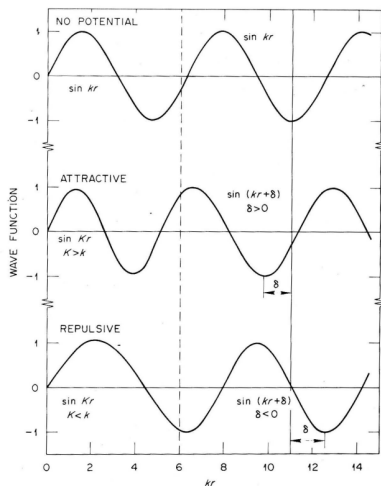 NO POTENTIAL
sin kr
sin kr
1
0
-1
ATTRACTIVE
sin (kr+δ)
δ>0
sin Kr
K>k
1
0
-1
δ
REPULSIVE
sin Kr
K<k
sin (kr+δ)
δ<0
1
0
-1
δ
0 2 4 6 8 10 12 14
kr
WAVE FUNCTION